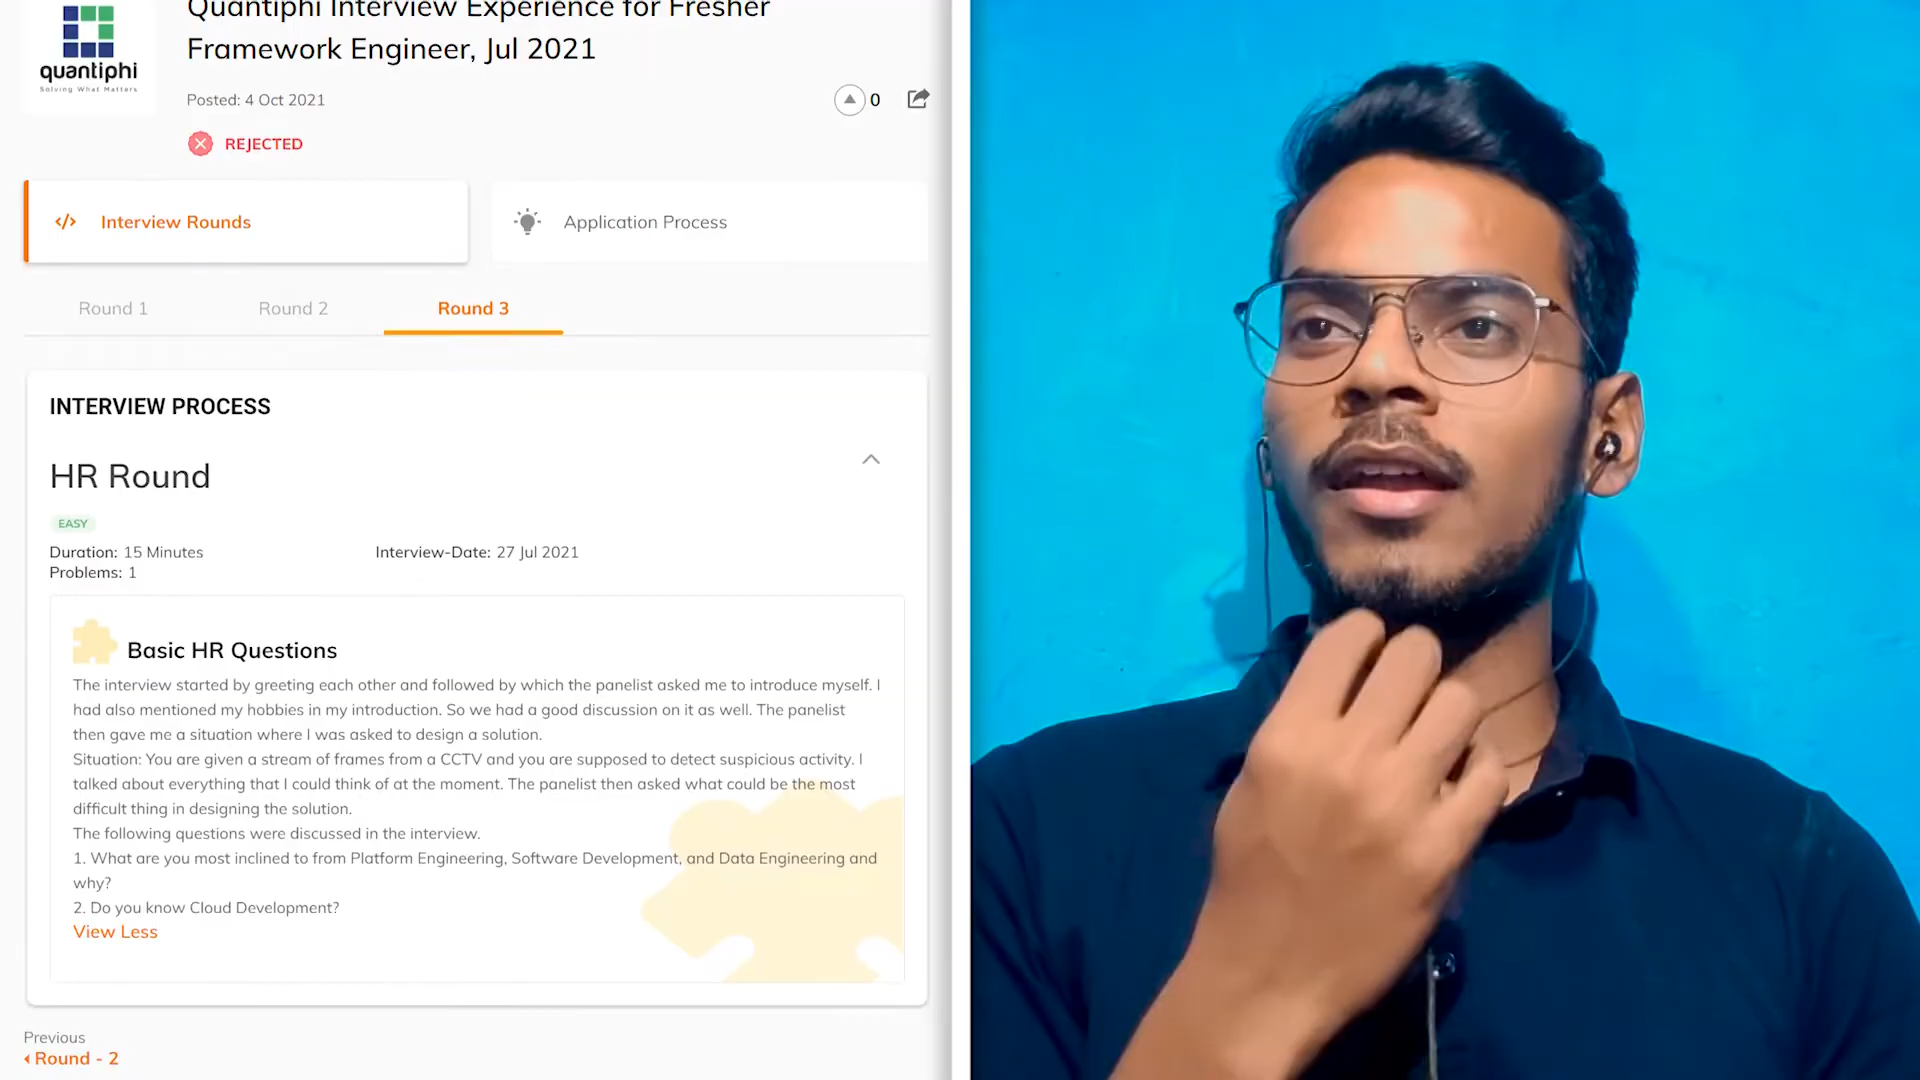 Quantiphi Interview Experience for Fresher
Framework Engineer, Jul 2021
quantiphi
Solving What Matters
Posted: 4 Oct 2021
0
REJECTED
</> Interview Rounds
Application Process
Round 1
Round 2
Round 3
INTERVIEW PROCESS
HR Round
EASY
Duration: 15 Minutes
Interview-Date: 27 Jul 2021
Problems: 1
Basic HR Questions
The interview started by greeting each other and followed by which the panelist asked me to introduce myself. I
had also mentioned my hobbies in my introduction. So we had a good discussion on it as well. The panelist
then gave me a situation where I was asked to design a solution.
Situation: You are given a stream of frames from a CCTV and you are supposed to detect suspicious activity. I
talked about everything that I could think of at the moment. The panelist then asked what could be the most
difficult thing in designing the solution.
The following questions were discussed in the interview.
1. What are you most inclined to from Platform Engineering, Software Development, and Data Engineering and
why?
2. Do you know Cloud Development?
View Less
Previous
Round - 2